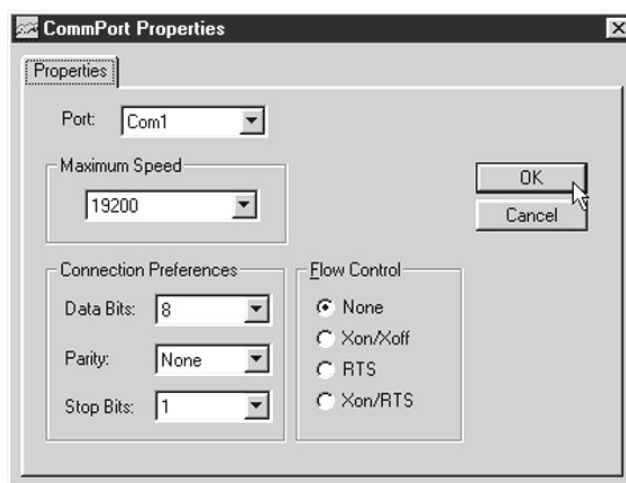 CommPort Properties
Properties
Port: Com1
Maximum Speed
19200
OK
Cancel
Connection Preferences
Data Bits: 8
Parity: None
Stop Bits: 1
Flow Control
None
Xon/Xoff
RTS
Xon/RTS